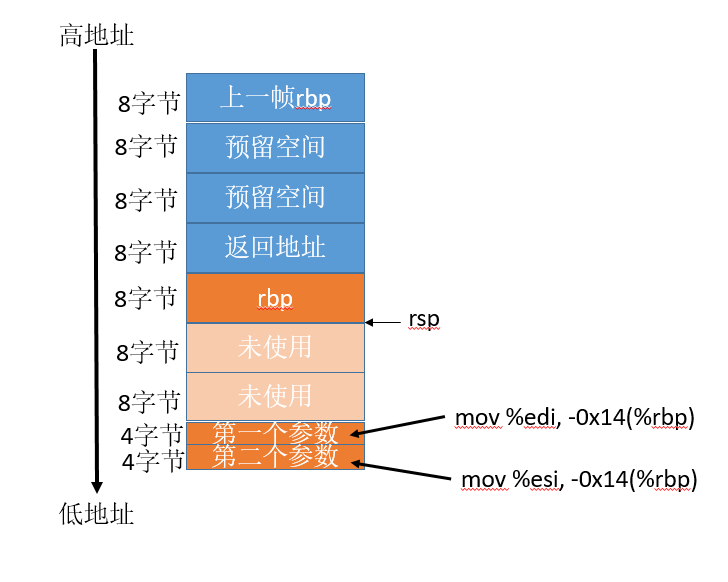 高地址
8字节 上一帧rbp
8字节 预留空间
8字节 预留空间
8字节 返回地址
8字节 rbp
rsp
8字节 未使用
8字节 未使用
4字节 第一个参数 mov %edi, -0x14(%rbp)
4字节 第二个参数 mov %esi, -0x14(%rbp)
低地址